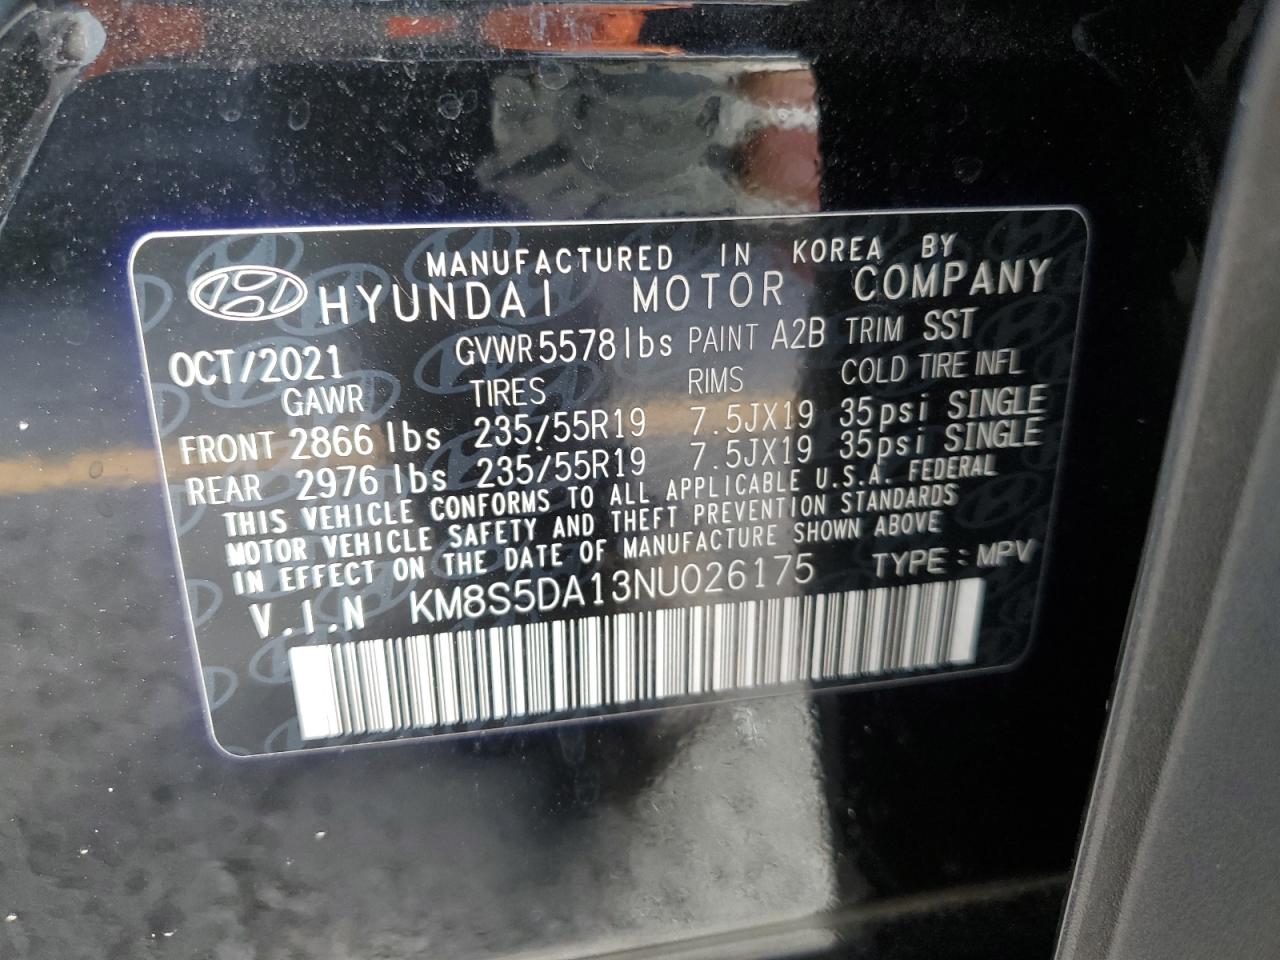 MANUFACTURED IN KOREA BY
HYUNDAI MOTOR COMPANY
OCT/2021 GVWR 5578lbs PAINT A2B TRIM SST
GAWR TIRES RIMS COLD TIRE INFL
FRONT 2866 lbs 235/55R19 7.5JX19 35psi SINGLE
REAR 2976 lbs 235/55R19 7.5JX19 35psi SINGLE
THIS VEHICLE CONFORMS TO ALL APPLICABLE U.S.A. FEDERAL
MOTOR VEHICLE SAFETY AND THEFT PREVENTION STANDARDS
IN EFFECT ON THE DATE OF MANUFACTURE SHOWN ABOVE
V.I.N KM8S5DA13NU026175 TYPE : MPV